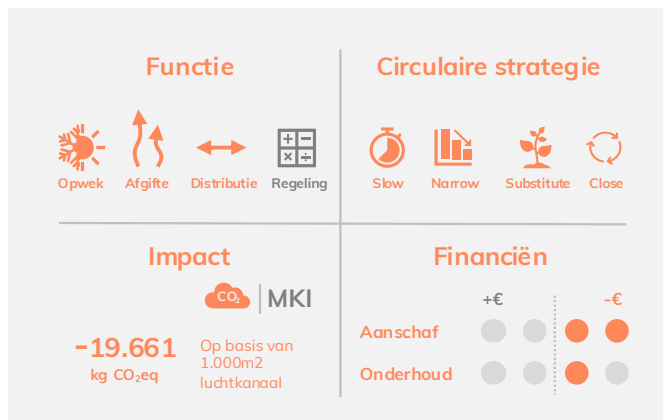 Functie
Opwek Afgifte Distributie Regeling
Circulaire strategie
Slow Narrow Substitute Close
Impact
CO₂ MKI
-19.661
kg CO₂eq
Op basis van
1.000m2
luchtkanaal
Financiën
+€ -€
Aanschaf
Onderhoud